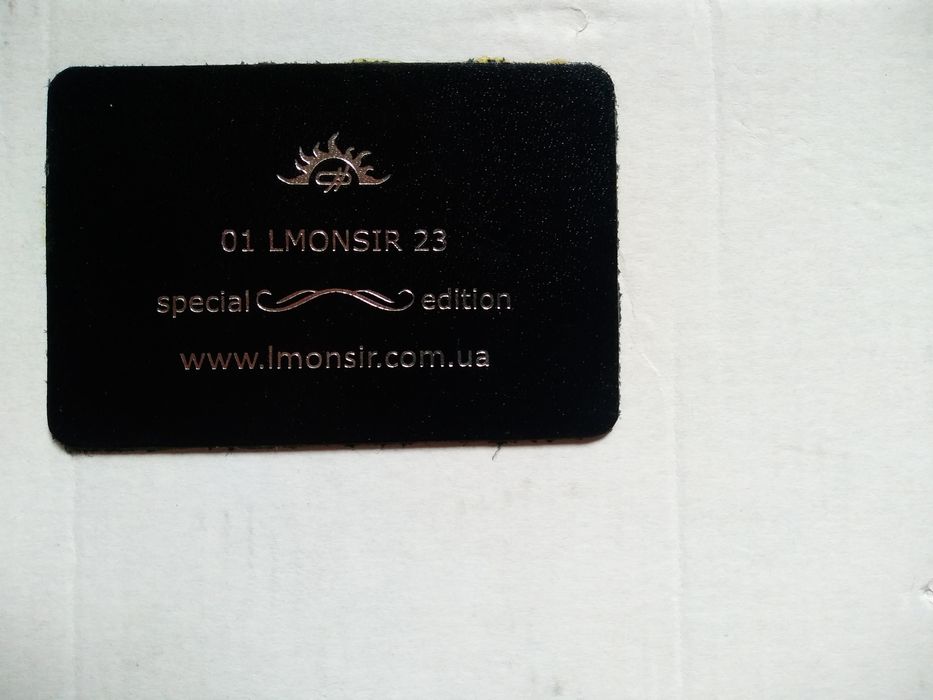 01 LMONSIR 23
special edition
www.lmonsir.com.ua